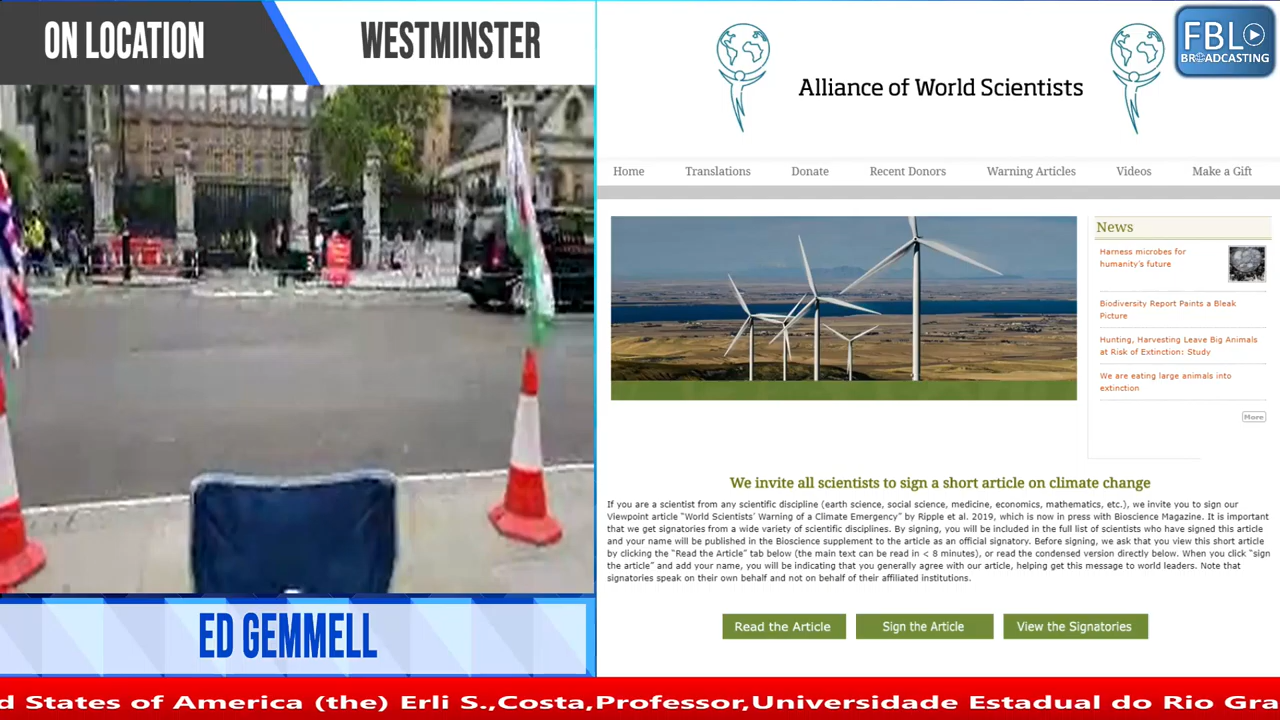 ON LOCATION
WESTMINSTER
FBL
BROADCASTING
Alliance of World Scientists
Home Translations Donate Recent Donors Warning Articles Videos Make a Gift
News
Harness microbes for
humanity's future
Biodiversity Report Paints a Bleak
Picture
Hunting, Harvesting Leave Big Animals
at Risk of Extinction: Study
We are eating large animals into
extinction
More
We invite all scientists to sign a short article on climate change
If you are a scientist from any scientific discipline (earth science, social science, medicine, economics, mathematics, etc.), we invite you to sign our
Viewpoint article "World Scientists' Warning of a Climate Emergency" by Ripple et al. 2019, which is now in press with Bioscience Magazine. It is important
that we get signatories from a wide variety of scientific disciplines. By signing, you will be included in the full list of scientists who have signed this article
and your name will be published in the Bioscience supplement to the article as an official signatory. Before signing, we ask that you view this short article
by clicking the "Read the Article" tab below (the main text can be read in < 8 minutes), or read the condensed version directly below. When you click "sign
the article" and add your name, you will be indicating that you generally agree with our article, helping get this message to world leaders. Note that
signatories speak on their own behalf and not on behalf of their affiliated institutions.
Read the Article Sign the Article View the Signatories
ED GEMMELL
d States of America (the) Erli S.,Costa,Professor,Universidade Estadual do Rio Gra